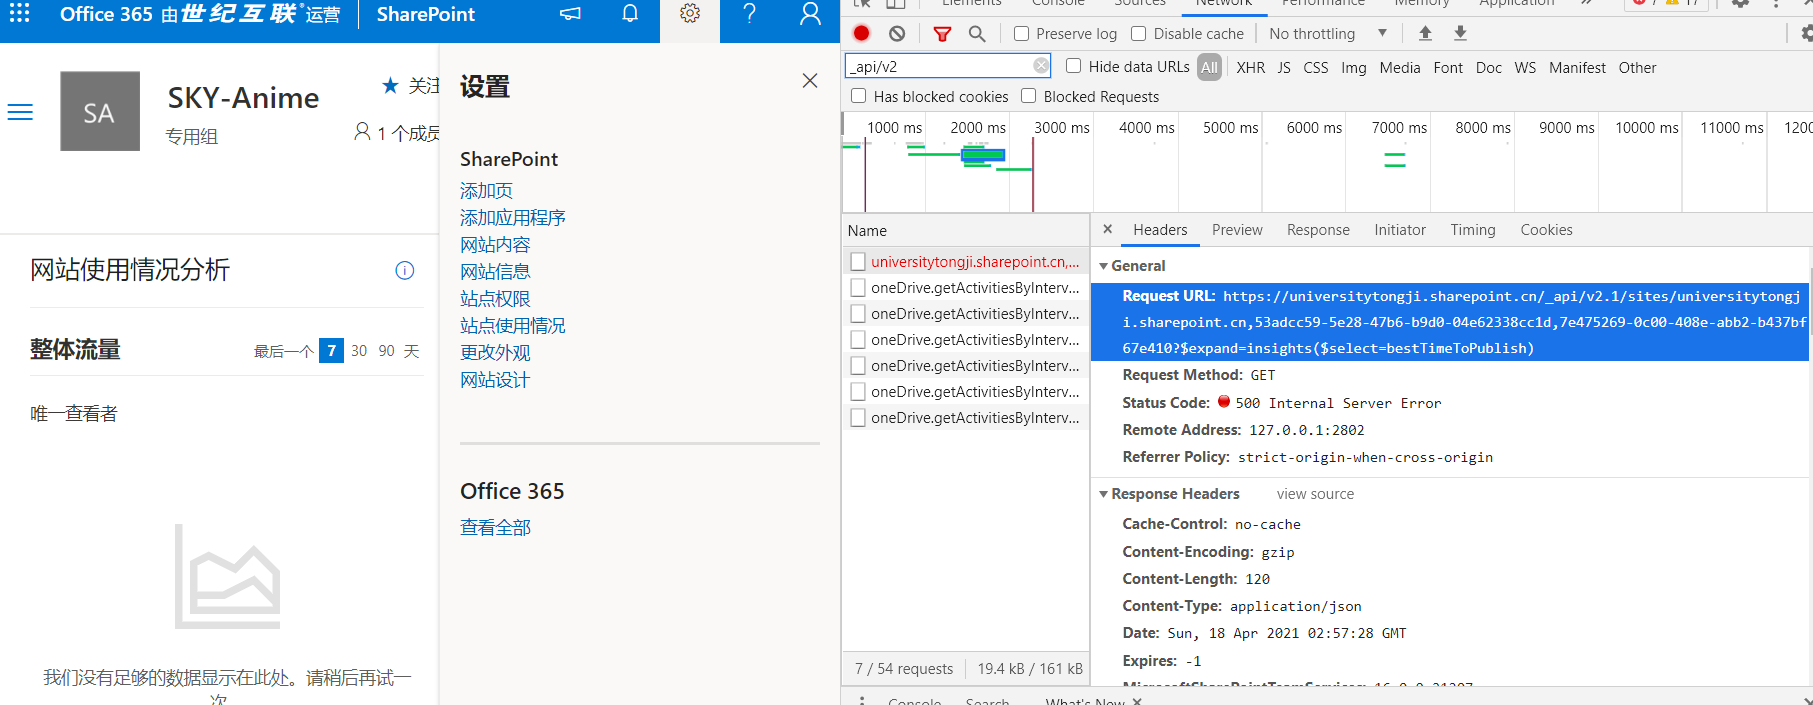 Office 365 由世纪互联®运营
SharePoint
?
SA
SKY-Anime
专用组
★ 关注
1 个成员
网站使用情况分析
整体流量
最后一个 7 30 90 天
唯一查看者
我们没有足够的数据显示在此处。请稍后再试一
次
设置
SharePoint
添加页
添加应用程序
网站内容
网站信息
站点权限
站点使用情况
更改外观
网站设计
Office 365
查看全部
Elements Console Sources Network Performance Memory Application »
Preserve log Disable cache No throttling ▼
_api/v2 Hide data URLs All XHR JS CSS Img Media Font Doc WS Manifest Other
Has blocked cookies Blocked Requests
1000 ms 2000 ms 3000 ms 4000 ms 5000 ms 6000 ms 7000 ms 8000 ms 9000 ms 10000 ms 11000 ms 1200
Name
universitytongji.sharepoint.cn,...
oneDrive.getActivitiesByInterv...
oneDrive.getActivitiesByInterv...
oneDrive.getActivitiesByInterv...
oneDrive.getActivitiesByInterv...
oneDrive.getActivitiesByInterv...
oneDrive.getActivitiesByInterv...
7 / 54 requests 19.4 kB / 161 kB
× Headers Preview Response Initiator Timing Cookies
▼ General
Request URL: https://universitytongji.sharepoint.cn/_api/v2.1/sites/universitytongj
i.sharepoint.cn,53adcc59-5e28-47b6-b9d0-04e62338cc1d,7e475269-0c00-408e-abb2-b437bf
67e410?$expand=insights($select=bestTimeToPublish)
Request Method: GET
Status Code: 500 Internal Server Error
Remote Address: 127.0.0.1:2802
Referrer Policy: strict-origin-when-cross-origin
▼ Response Headers view source
Cache-Control: no-cache
Content-Encoding: gzip
Content-Length: 120
Content-Type: application/json
Date: Sun, 18 Apr 2021 02:57:28 GMT
Expires: -1
MicrosoftSharePointTeamServices: 16.0.0.21207
Console Search What's New ×